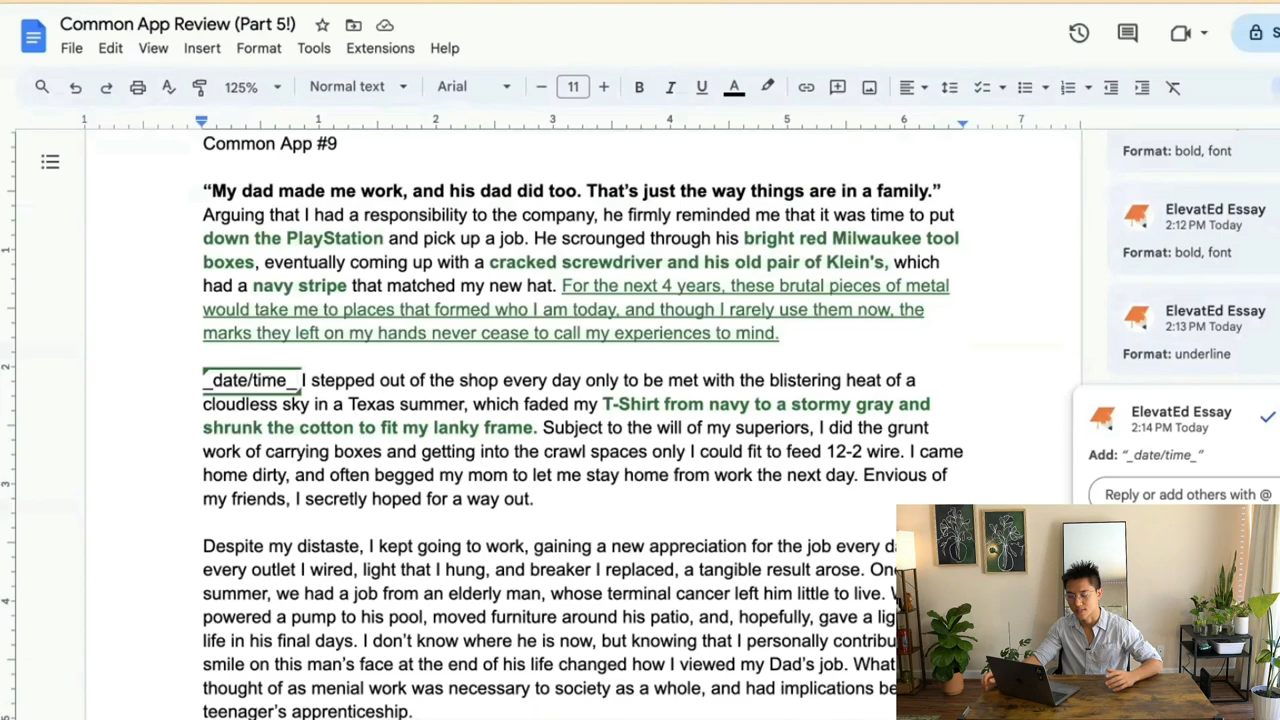 Common App Review (Part 5!)
File Edit View Insert Format Tools Extensions Help
125% Normal text Arial 11 B I U A
1 1 2 3 4 5 6 7
Common App #9
“My dad made me work, and his dad did too. That’s just the way things are in a family.”
Arguing that I had a responsibility to the company, he firmly reminded me that it was time to put
down the PlayStation and pick up a job. He scrounged through his bright red Milwaukee tool
boxes, eventually coming up with a cracked screwdriver and his old pair of Klein's, which
had a navy stripe that matched my new hat. For the next 4 years, these brutal pieces of metal
would take me to places that formed who I am today, and though I rarely use them now, the
marks they left on my hands never cease to call my experiences to mind.
_date/time_ I stepped out of the shop every day only to be met with the blistering heat of a
cloudless sky in a Texas summer, which faded my T-Shirt from navy to a stormy gray and
shrunk the cotton to fit my lanky frame. Subject to the will of my superiors, I did the grunt
work of carrying boxes and getting into the crawl spaces only I could fit to feed 12-2 wire. I came
home dirty, and often begged my mom to let me stay home from work the next day. Envious of
my friends, I secretly hoped for a way out.
Despite my distaste, I kept going to work, gaining a new appreciation for the job every
every outlet I wired, light that I hung, and breaker I replaced, a tangible result arose.
summer, we had a job from an elderly man, whose terminal cancer left him little to live.
powered a pump to his pool, moved furniture around his patio, and, hopefully, gave a
life in his final days. I don’t know where he is now, but knowing that I personally
smile on this man’s face at the end of his life changed how I viewed my Dad’s job. What
thought of as menial work was necessary to society as a whole, and had implications
teenager’s apprenticeship.
Format: bold, font
ElevatEd Essay
2:12 PM Today
Format: bold, font
ElevatEd Essay
2:13 PM Today
Format: underline
ElevatEd Essay
2:14 PM Today
Add: “_date/time_”
Reply or add others with @